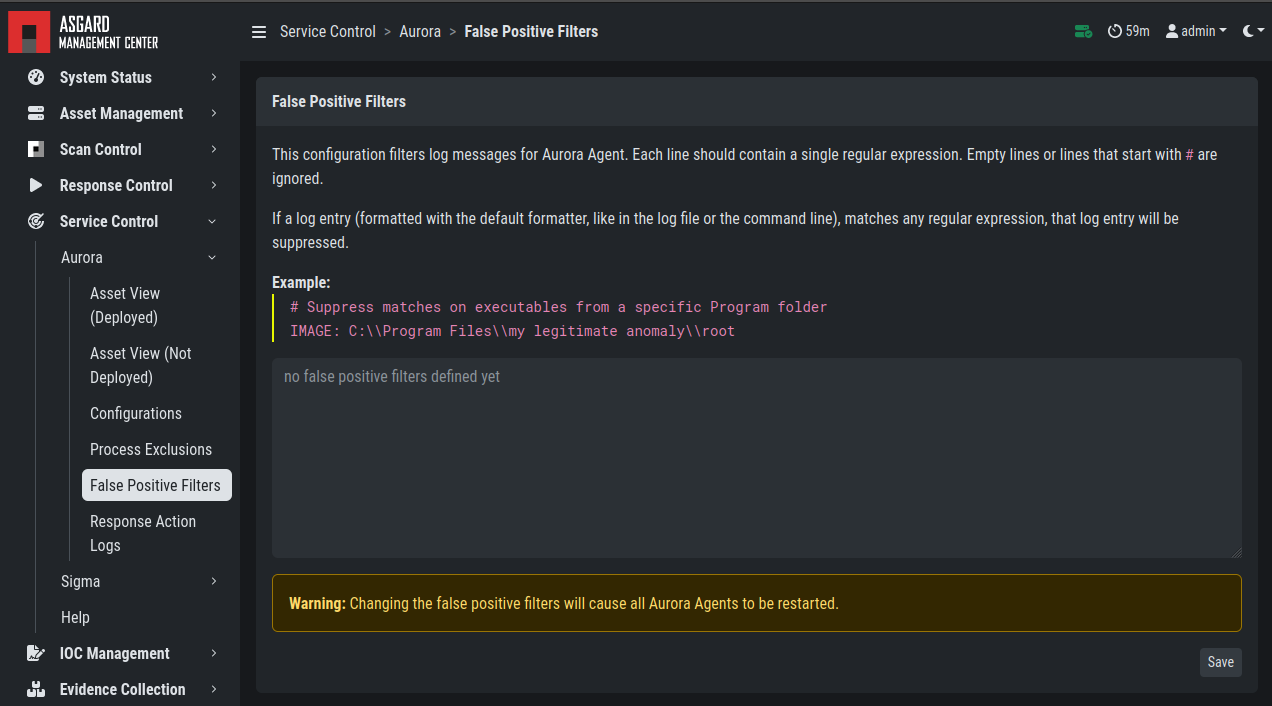 ASGARD
MANAGEMENT CENTER
Service Control > Aurora > False Positive Filters
59m
admin
System Status
Asset Management
Scan Control
Response Control
Service Control
Aurora
Asset View
(Deployed)
Asset View (Not
Deployed)
Configurations
Process Exclusions
False Positive Filters
Response Action
Logs
Sigma
Help
IOC Management
Evidence Collection
False Positive Filters
This configuration filters log messages for Aurora Agent. Each line should contain a single regular expression. Empty lines or lines that start with # are
ignored.
If a log entry (formatted with the default formatter, like in the log file or the command line), matches any regular expression, that log entry will be
suppressed.
Example:
# Suppress matches on executables from a specific Program folder
IMAGE: C:\\Program Files\\my legitimate anomaly\\root
no false positive filters defined yet
Warning: Changing the false positive filters will cause all Aurora Agents to be restarted.
Save